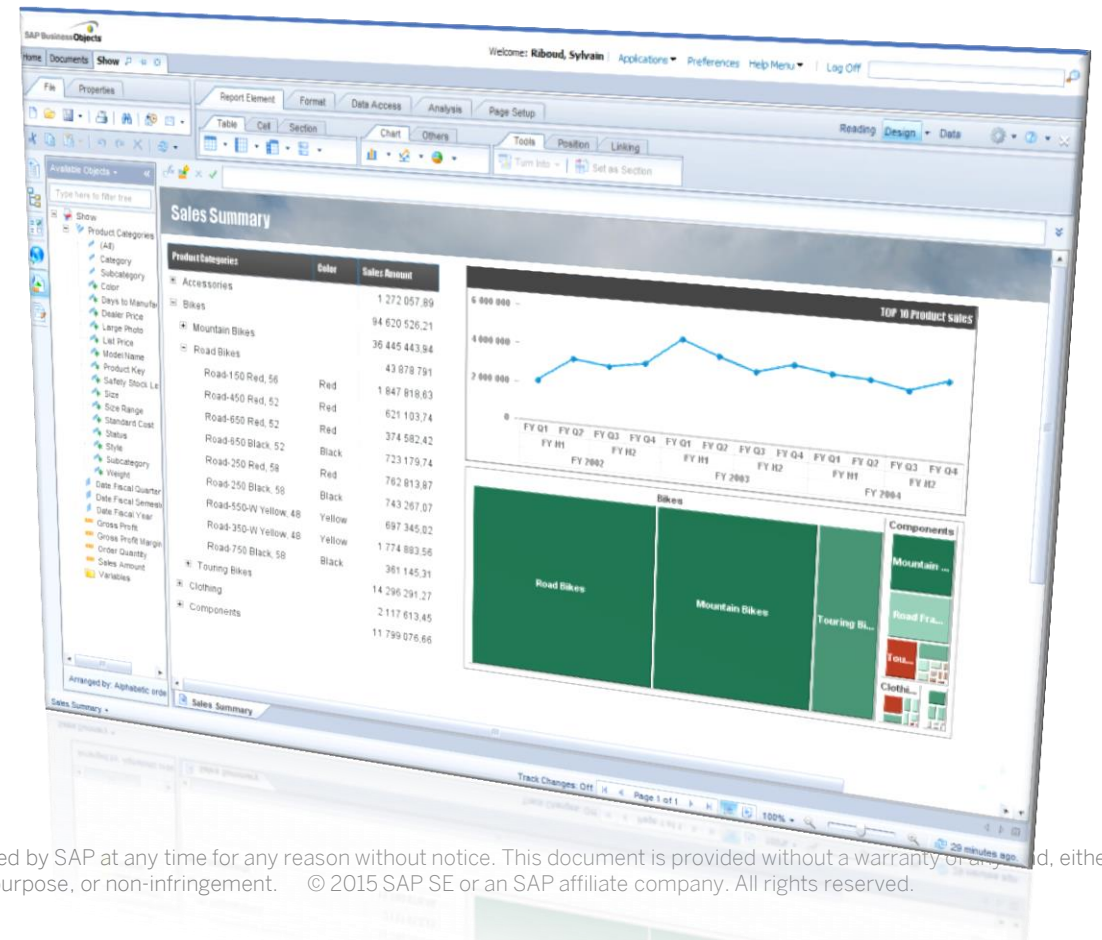 SAP BusinessObjects
Welcome: Riboud, Sylvain Applications Preferences Help Menu Log Off
Home Documents Show
File Properties
Report Element Format Data Access Analysis Page Setup
Reading Design Data
Table Cell Section Chart Others Tools Position Linking
Turn Into Set as Section
Available Objects
Type here to filter tree
Show
Product Categories
(All)
Category
Subcategory
Color
Days to Manufac
Dealer Price
Large Photo
List Price
Model Name
Product Key
Safety Stock Le
Size
Size Range
Standard Cost
Status
Style
Subcategory
Weight
Date Fiscal Quarter
Date Fiscal Semest
Date Fiscal Year
Gross Profit
Gross Profit Margin
Order Quantity
Sales Amount
Variables
Arranged by: Alphabetic orde
Sales Summary
Product Categories Color Sales Amount
Accessories 1 272 057,89
Bikes 94 620 526,21
Mountain Bikes 36 445 443,94
Road Bikes 43 878 791
Road-150 Red, 56 Red 1 847 818,63
Road-450 Red, 52 Red 621 103,74
Road-650 Red, 52 Red 374 582,42
Road-650 Black, 52 Black 723 179,74
Road-250 Red, 58 Red 762 813,87
Road-250 Black, 58 Black 743 267,07
Road-550-W Yellow, 48 Yellow 697 345,02
Road-350-W Yellow, 48 Yellow 1 774 883,56
Road-750 Black, 58 Black 361 145,31
Touring Bikes 14 296 291,27
Clothing 2 117 613,45
Components 11 799 076,66
TOP 10 Product sales
6 000 000
4 000 000
2 000 000
0
FY Q1 FY Q2 FY Q3 FY Q4 FY Q1 FY Q2 FY Q3 FY Q4 FY Q1 FY Q2 FY Q3 FY Q4
FY H1 FY H2 FY H1 FY H2 FY H1 FY H2
FY 2002 FY 2003 FY 2004
Bikes
Road Bikes
Mountain Bikes
Touring Bi...
Components
Mountain ...
Road Fra...
Tou...
Clothi...
Sales Summary
Sales Summary
Track Changes: Off Page 1 of 1 100% 29 minutes ago
ed by SAP at any time for any reason without notice. This document is provided without a warranty of any kind, eithe
urpose, or non-infringement. © 2015 SAP SE or an SAP affiliate company. All rights reserved.